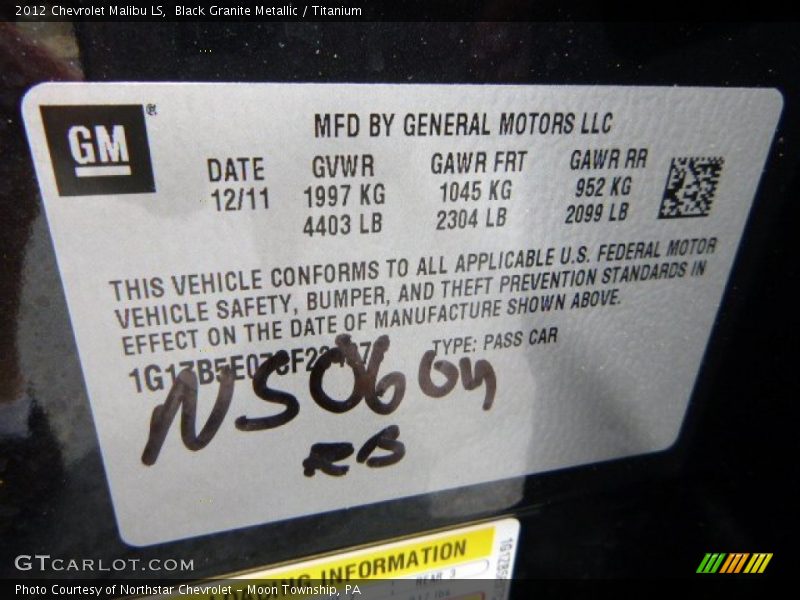 2012 Chevrolet Malibu LS, Black Granite Metallic / Titanium
GM®
MFD BY GENERAL MOTORS LLC
DATE GVWR GAWR FRT GAWR RR
12/11 1997 KG 1045 KG 952 KG
4403 LB 2304 LB 2099 LB
THIS VEHICLE CONFORMS TO ALL APPLICABLE U.S. FEDERAL MOTOR
VEHICLE SAFETY, BUMPER, AND THEFT PREVENTION STANDARDS IN
EFFECT ON THE DATE OF MANUFACTURE SHOWN ABOVE.
TYPE: PASS CAR
RB
LOADING INFORMATION
REAR 3
GTCARLOT.COM
Photo Courtesy of Northstar Chevrolet - Moon Township, PA